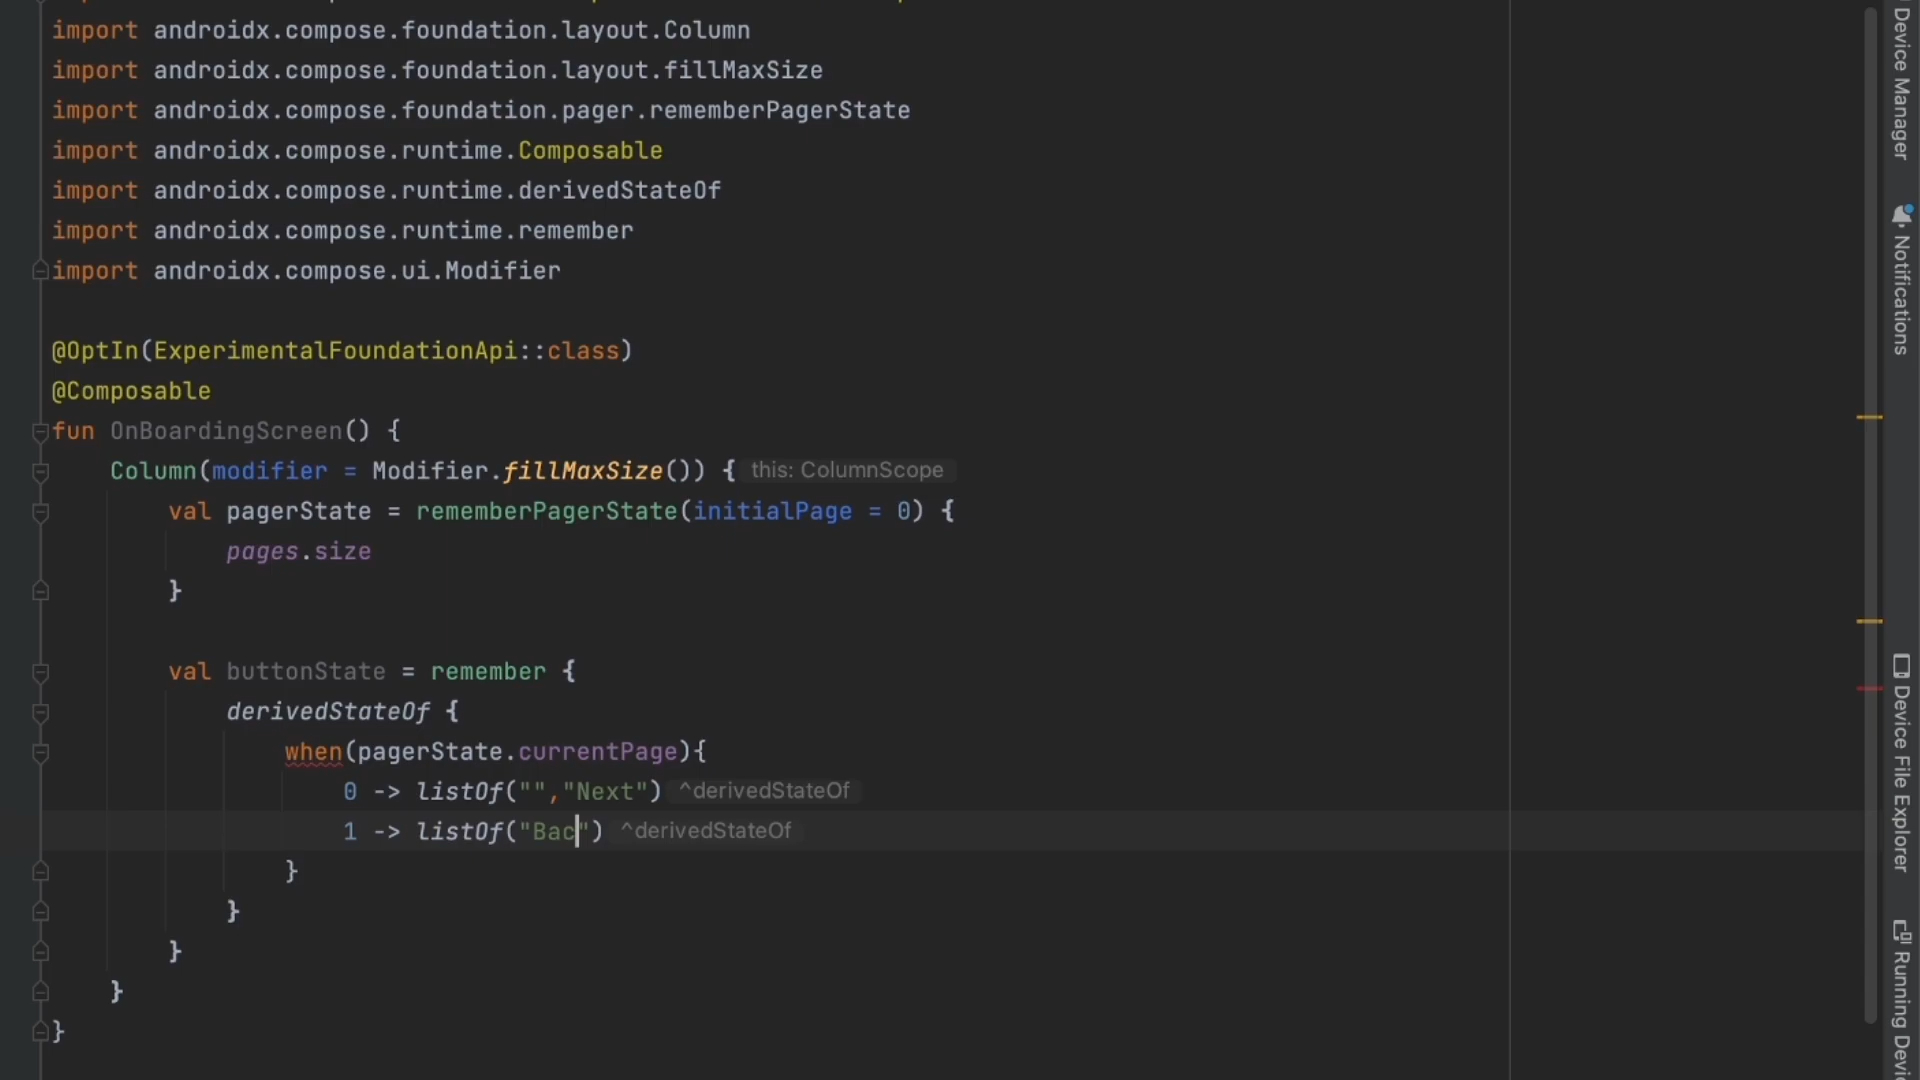 import androidx.compose.foundation.layout.Column
import androidx.compose.foundation.layout.fillMaxSize
import androidx.compose.foundation.pager.rememberPagerState
import androidx.compose.runtime.Composable
import androidx.compose.runtime.derivedStateOf
import androidx.compose.runtime.remember
import androidx.compose.ui.Modifier
@OptIn(ExperimentalFoundationApi::class)
@Composable
fun OnBoardingScreen() {
Column(modifier = Modifier.fillMaxSize()) { this: ColumnScope
val pagerState = rememberPagerState(initialPage = 0) {
pages.size
}
val buttonState = remember {
derivedStateOf {
when(pagerState.currentPage){
0 -> listOf("","Next") ^derivedStateOf
1 -> listOf("Bac") ^derivedStateOf
}
}
}
}
}
Device Manager
Notifications
Device File Explorer
Running Devi